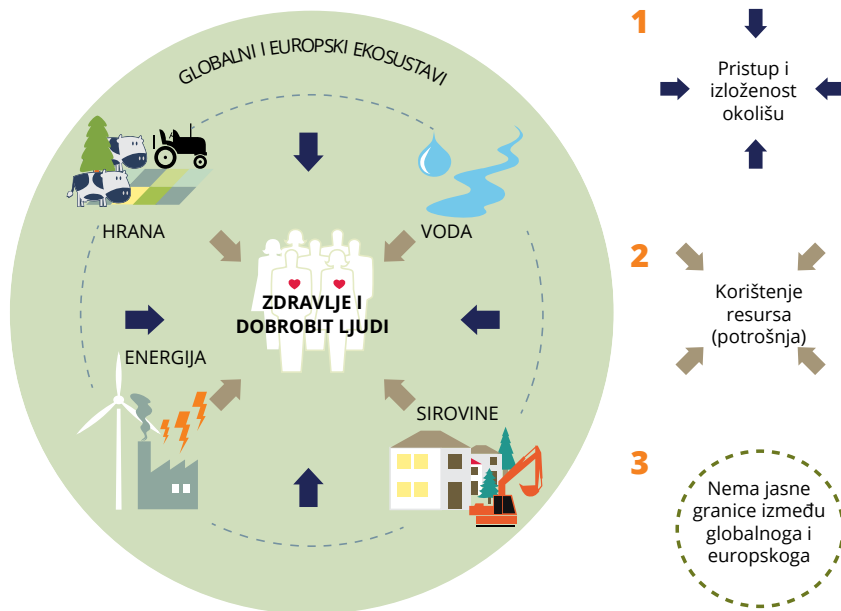 GLOBALNI I EUROPSKI EKOSUSTAVI
HRANA
VODA
ZDRAVLJE I
DOBROBIT LJUDI
ENERGIJA
SIROVINE
1
Pristup i
izloženost
okolišu
2
Korištenje
resursa
(potrošnja)
3
Nema jasne
granice između
globalnoga i
europskoga